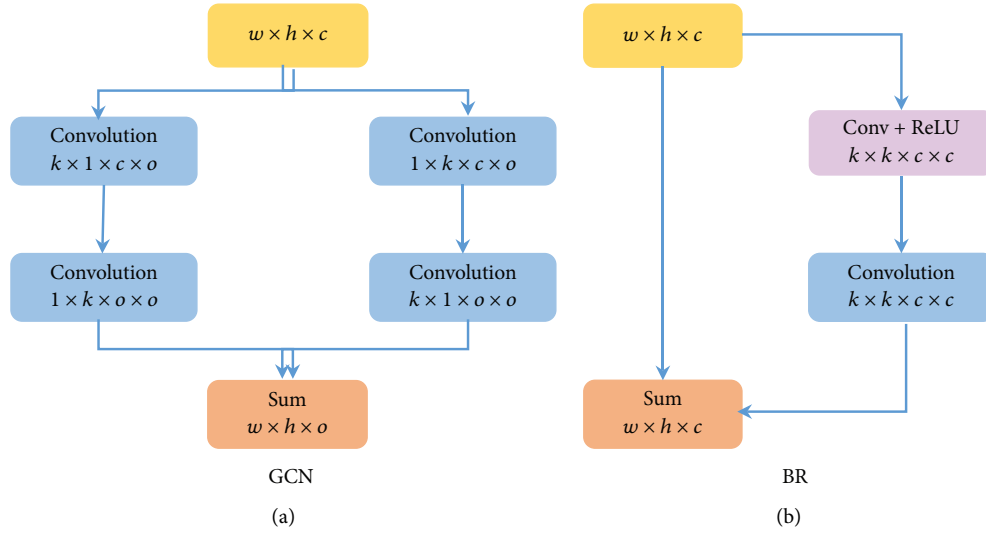 w × h × c
Convolution
k × 1 × c × o
Convolution
1 × k × c × o
Convolution
1 × k × o × o
Convolution
k × 1 × o × o
Sum
w × h × o
GCN
(a)
w × h × c
Conv + ReLU
k × k × c × c
Convolution
k × k × c × c
Sum
w × h × c
BR
(b)